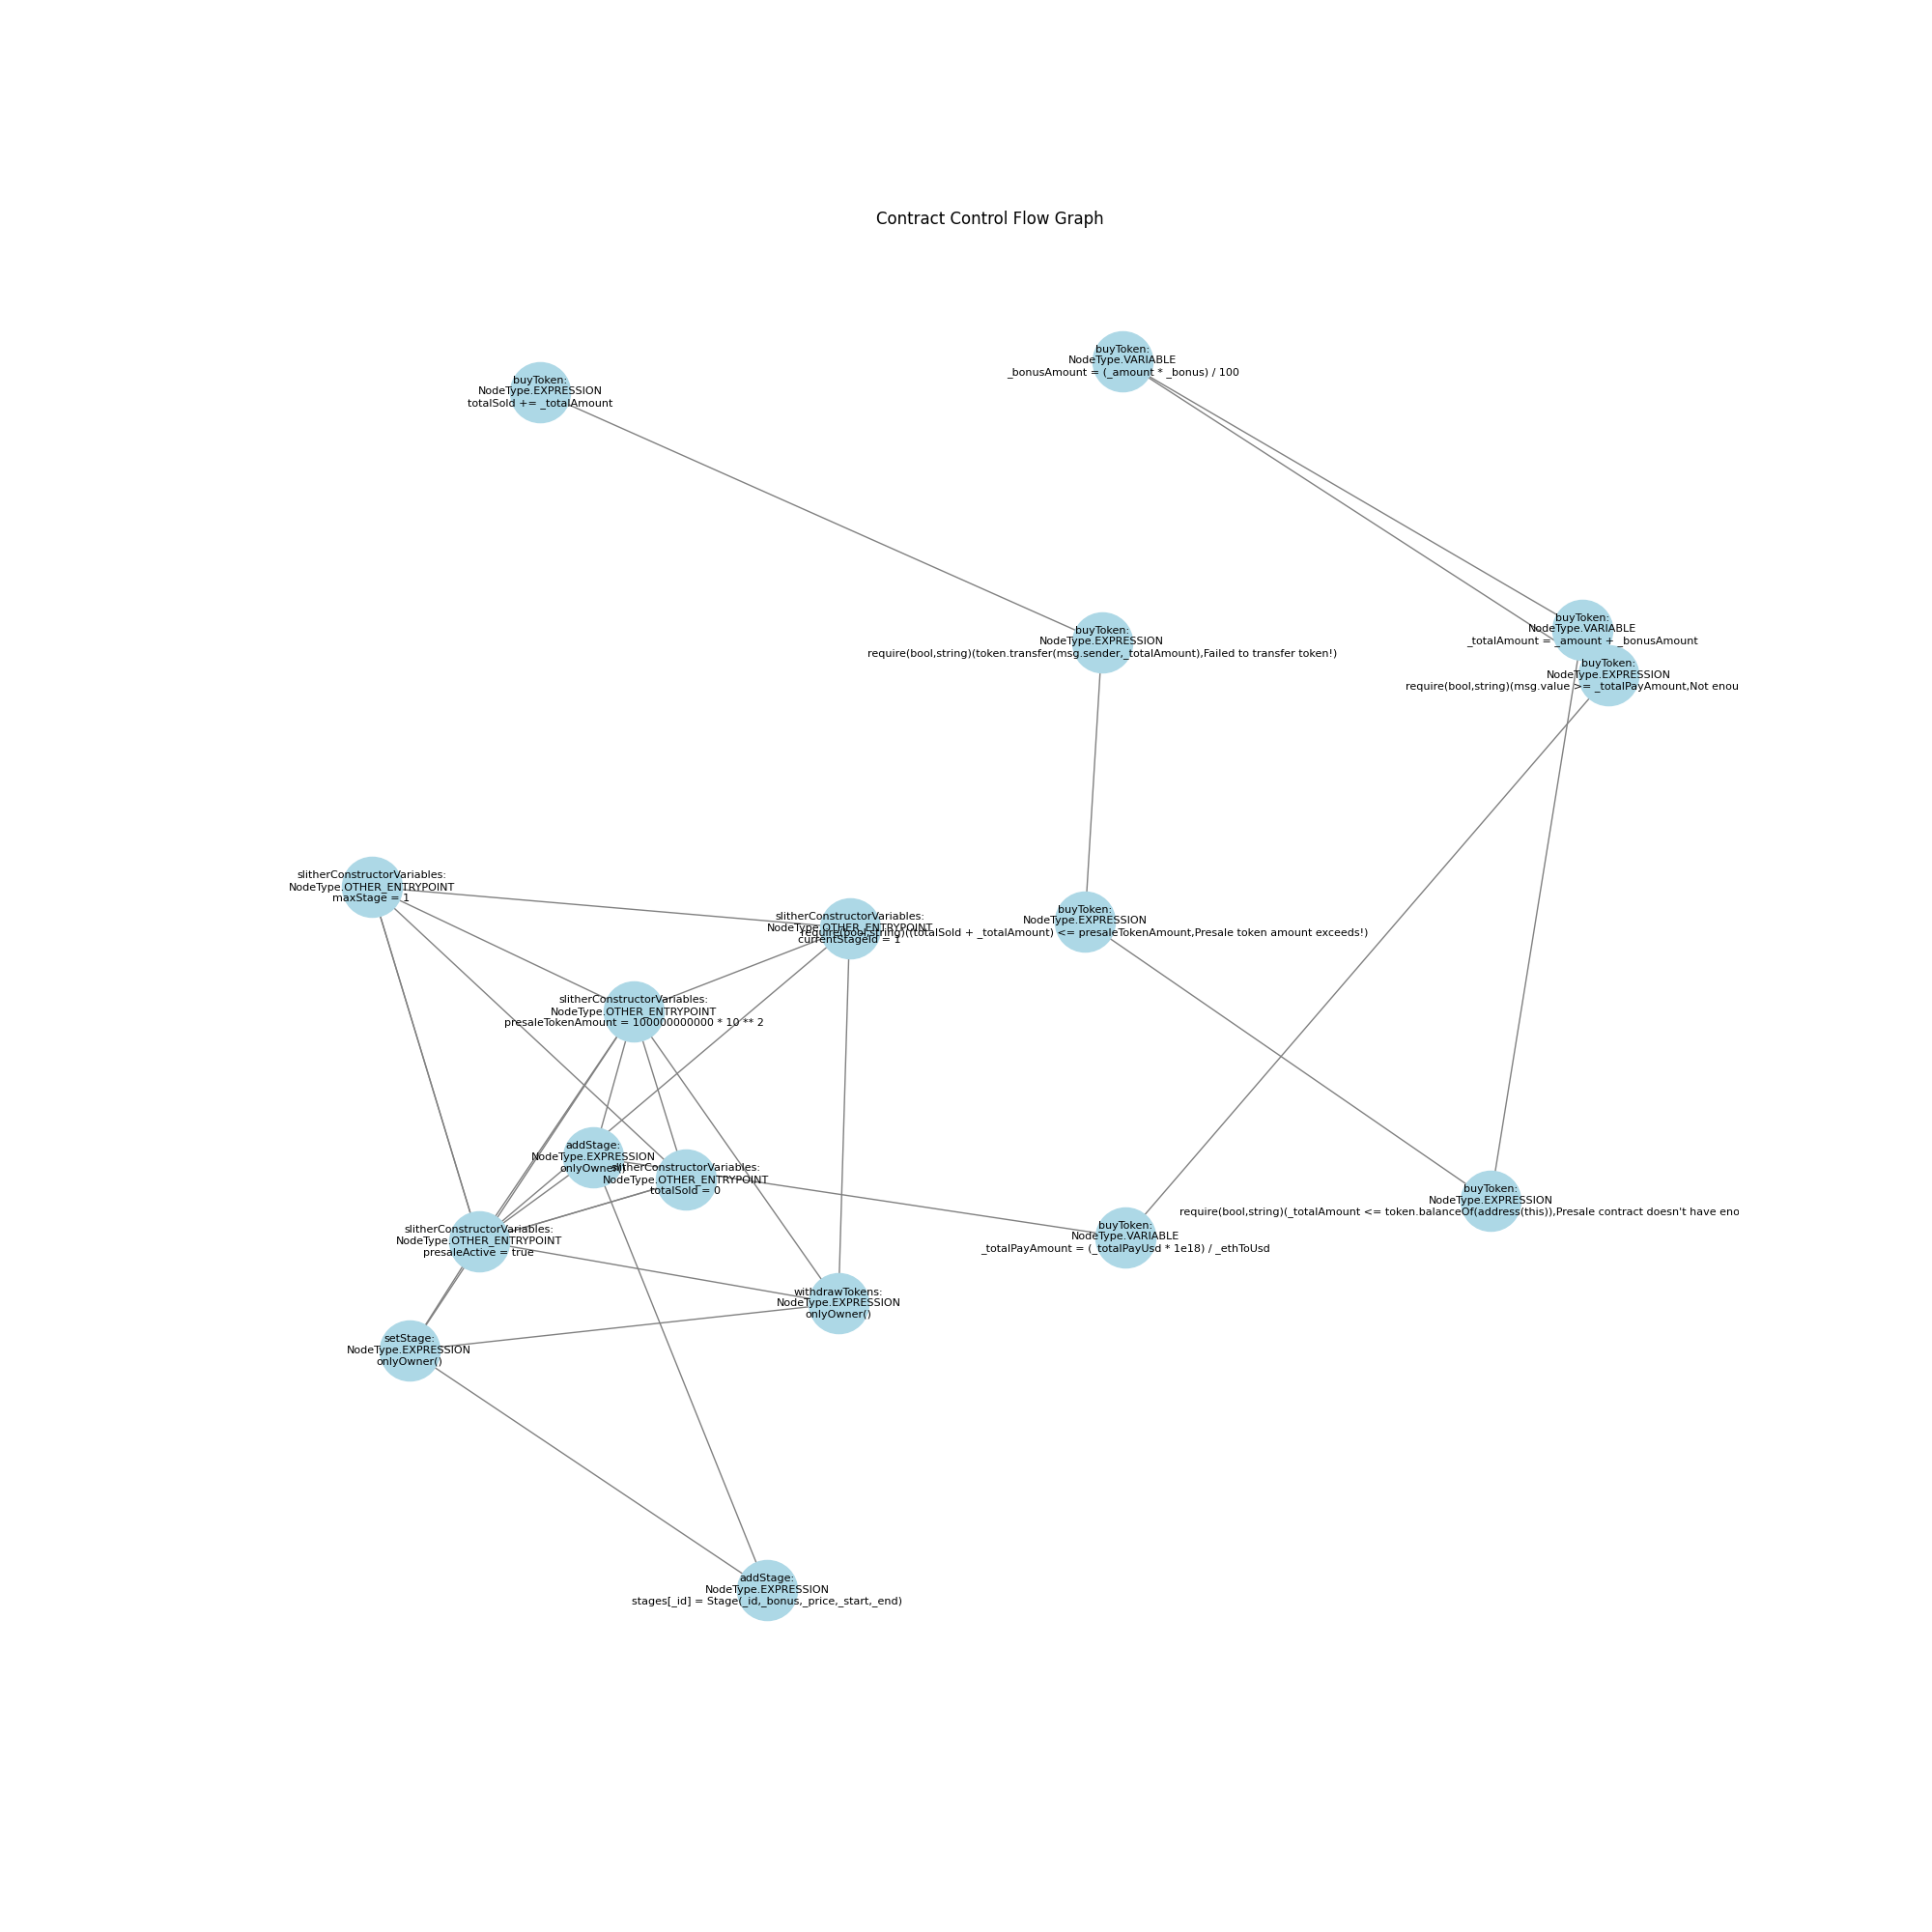 Contract Control Flow Graph
buyToken:
NodeType.VARIABLE
_bonusAmount = (_amount * _bonus) / 100
buyToken:
NodeType.EXPRESSION
totalSold += _totalAmount
buyToken:
NodeType.VARIABLE
_totalAmount = _amount + _bonusAmount
buyToken:
NodeType.EXPRESSION
require(bool,string)(token.transfer(msg.sender,_totalAmount),Failed to transfer token!)
buyToken:
NodeType.EXPRESSION
require(bool,string)(msg.value >= _totalPayAmount,Not enou
slitherConstructorVariables:
NodeType.OTHER_ENTRYPOINT
maxStage = 1
slitherConstructorVariables:
NodeType.OTHER_ENTRYPOINT
currentStageId = 1
buyToken:
NodeType.EXPRESSION
require(bool,string)((totalSold + _totalAmount) <= presaleTokenAmount,Presale token amount exceeds!)
slitherConstructorVariables:
NodeType.OTHER_ENTRYPOINT
presaleTokenAmount = 100000000000 * 10 ** 2
addStage:
NodeType.EXPRESSION
onlyOwner()
slitherConstructorVariables:
NodeType.OTHER_ENTRYPOINT
totalSold = 0
buyToken:
NodeType.EXPRESSION
require(bool,string)(_totalAmount <= token.balanceOf(address(this)),Presale contract doesn't have eno
slitherConstructorVariables:
NodeType.OTHER_ENTRYPOINT
presaleActive = true
buyToken:
NodeType.VARIABLE
_totalPayAmount = (_totalPayUsd * 1e18) / _ethToUsd
withdrawTokens:
NodeType.EXPRESSION
onlyOwner()
setStage:
NodeType.EXPRESSION
onlyOwner()
addStage:
NodeType.EXPRESSION
stages[_id] = Stage(_id,_bonus,_price,_start,_end)